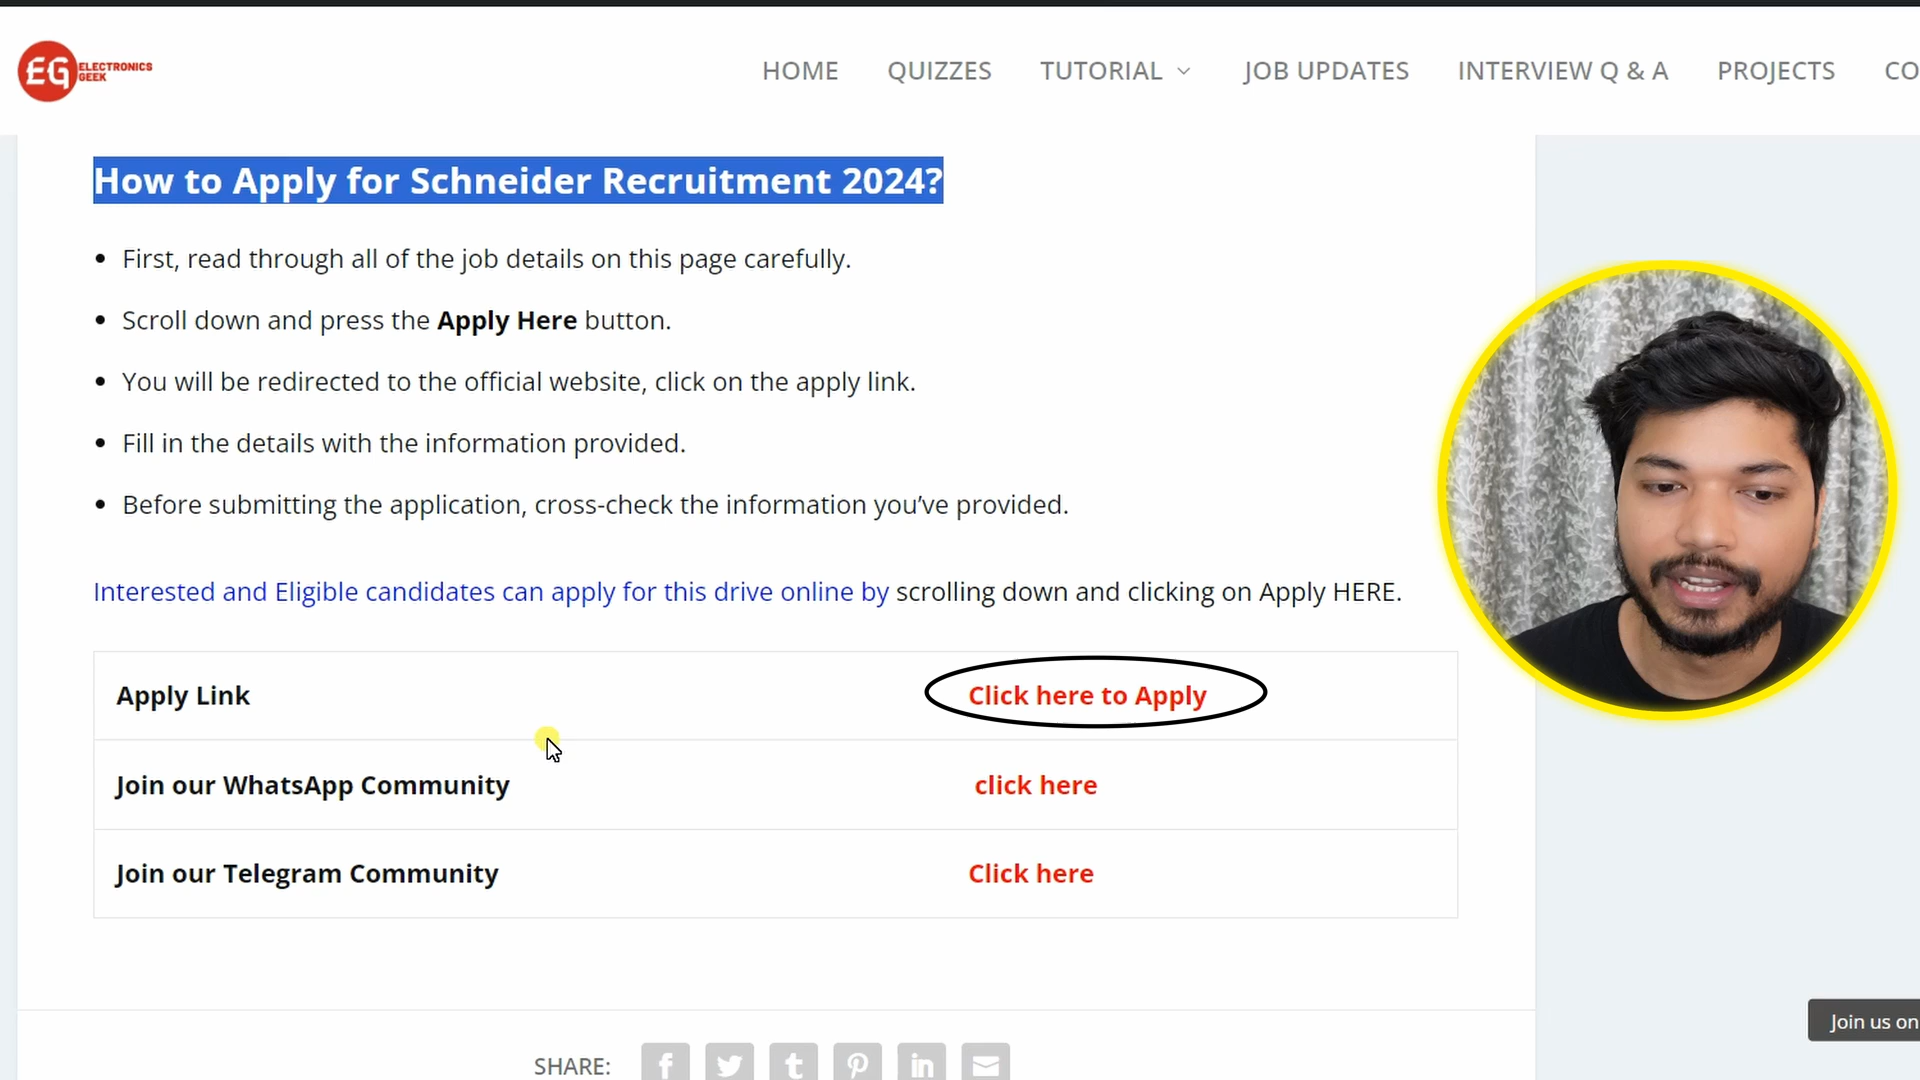 EG ELECTRONICS
GEEK
HOME QUIZZES TUTORIAL JOB UPDATES INTERVIEW Q & A PROJECTS CO
How to Apply for Schneider Recruitment 2024?
First, read through all of the job details on this page carefully.
Scroll down and press the Apply Here button.
You will be redirected to the official website, click on the apply link.
Fill in the details with the information provided.
Before submitting the application, cross-check the information you’ve provided.
Interested and Eligible candidates can apply for this drive online by scrolling down and clicking on Apply HERE.
Apply Link Click here to Apply
Join our WhatsApp Community click here
Join our Telegram Community Click here
Join us on
SHARE: